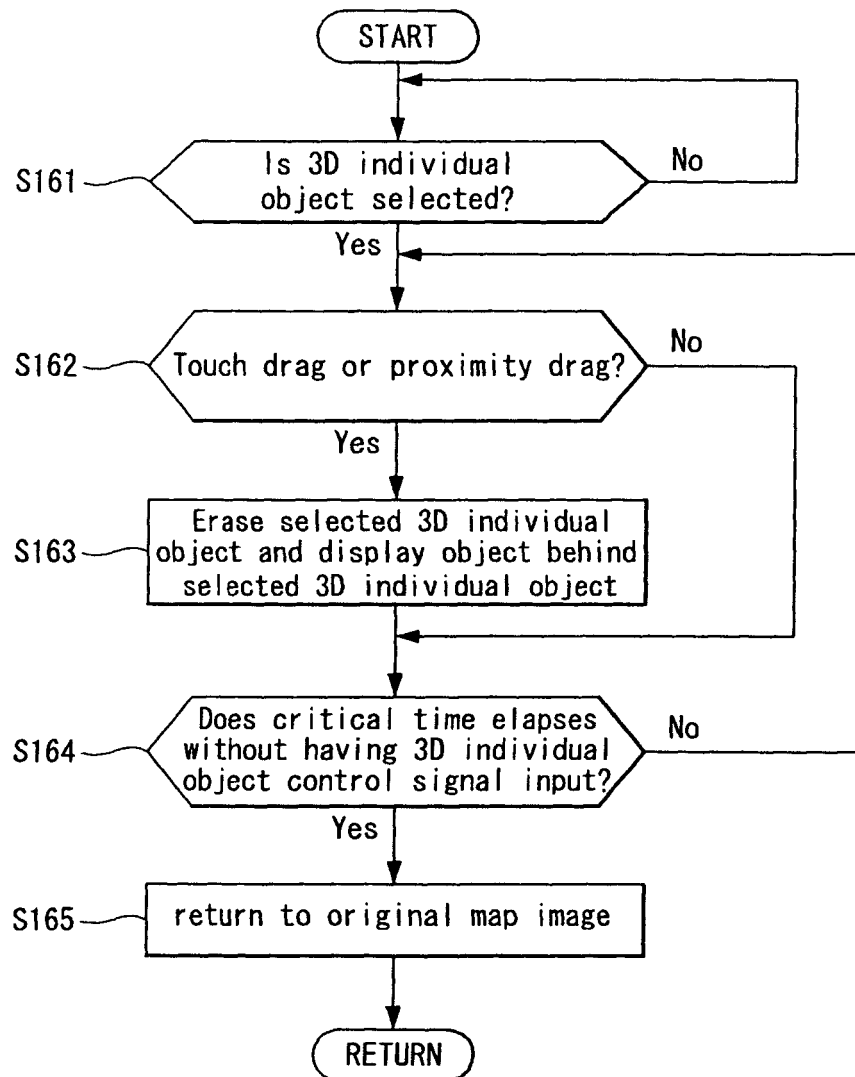 START
S161
Is 3D individual
object selected?
No
Yes
S162
Touch drag or proximity drag?
No
Yes
S163
Erase selected 3D individual
object and display object behind
selected 3D individual object
S164
Does critical time elapses
without having 3D individual
object control signal input?
No
Yes
S165
return to original map image
RETURN